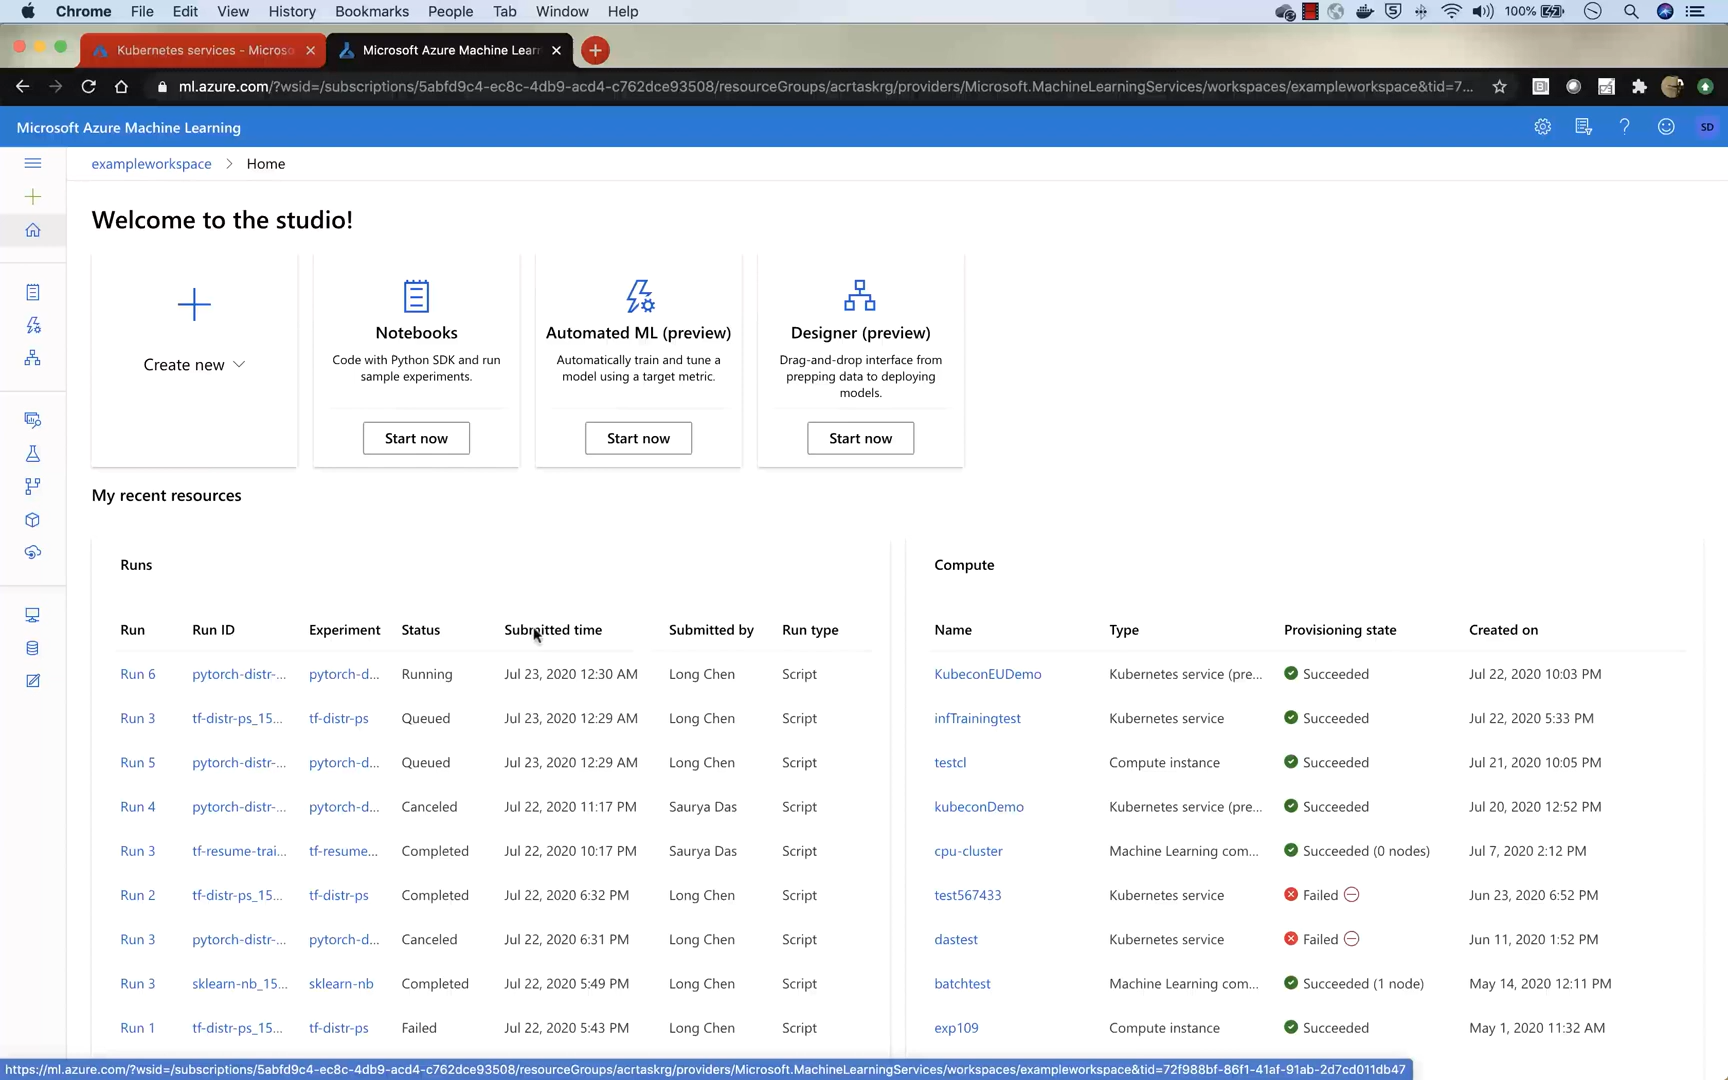 Chrome File Edit View History Bookmarks People Tab Window Help 100%
Kubernetes services - Microso Microsoft Azure Machine Lear
ml.azure.com/?wsid=/subscriptions/5abfd9c4-ec8c-4db9-acd4-c762dce93508/resourceGroups/acrtaskrg/providers/Microsoft.MachineLearningServices/workspaces/exampleworkspace&tid=7...
Microsoft Azure Machine Learning SD
exampleworkspace > Home
Welcome to the studio!
Create new
Notebooks
Code with Python SDK and run
sample experiments.
Start now
Automated ML (preview)
Automatically train and tune a
model using a target metric.
Start now
Designer (preview)
Drag-and-drop interface from
prepping data to deploying
models.
Start now
My recent resources
Runs
Run Run ID Experiment Status Submitted time Submitted by Run type
Run 6 pytorch-distr-... pytorch-d... Running Jul 23, 2020 12:30 AM Long Chen Script
Run 3 tf-distr-ps_15... tf-distr-ps Queued Jul 23, 2020 12:29 AM Long Chen Script
Run 5 pytorch-distr-... pytorch-d... Queued Jul 23, 2020 12:29 AM Long Chen Script
Run 4 pytorch-distr-... pytorch-d... Canceled Jul 22, 2020 11:17 PM Saurya Das Script
Run 3 tf-resume-trai... tf-resume... Completed Jul 22, 2020 10:17 PM Saurya Das Script
Run 2 tf-distr-ps_15... tf-distr-ps Completed Jul 22, 2020 6:32 PM Long Chen Script
Run 3 pytorch-distr-... pytorch-d... Canceled Jul 22, 2020 6:31 PM Long Chen Script
Run 3 sklearn-nb_15... sklearn-nb Completed Jul 22, 2020 5:49 PM Long Chen Script
Run 1 tf-distr-ps_15... tf-distr-ps Failed Jul 22, 2020 5:43 PM Long Chen Script
Compute
Name Type Provisioning state Created on
KubeconEUDemo Kubernetes service (pre... Succeeded Jul 22, 2020 10:03 PM
infTrainingtest Kubernetes service Succeeded Jul 22, 2020 5:33 PM
testcl Compute instance Succeeded Jul 21, 2020 10:05 PM
kubeconDemo Kubernetes service (pre... Succeeded Jul 20, 2020 12:52 PM
cpu-cluster Machine Learning com... Succeeded (0 nodes) Jul 7, 2020 2:12 PM
test567433 Kubernetes service Failed Jun 23, 2020 6:52 PM
dastest Kubernetes service Failed Jun 11, 2020 1:52 PM
batchtest Machine Learning com... Succeeded (1 node) May 14, 2020 12:11 PM
exp109 Compute instance Succeeded May 1, 2020 11:32 AM
https://ml.azure.com/?wsid=/subscriptions/5abfd9c4-ec8c-4db9-acd4-c762dce93508/resourceGroups/acrtaskrg/providers/Microsoft.MachineLearningServices/workspaces/exampleworkspace&tid=72f988bf-86f1-41af-91ab-2d7cd011db47